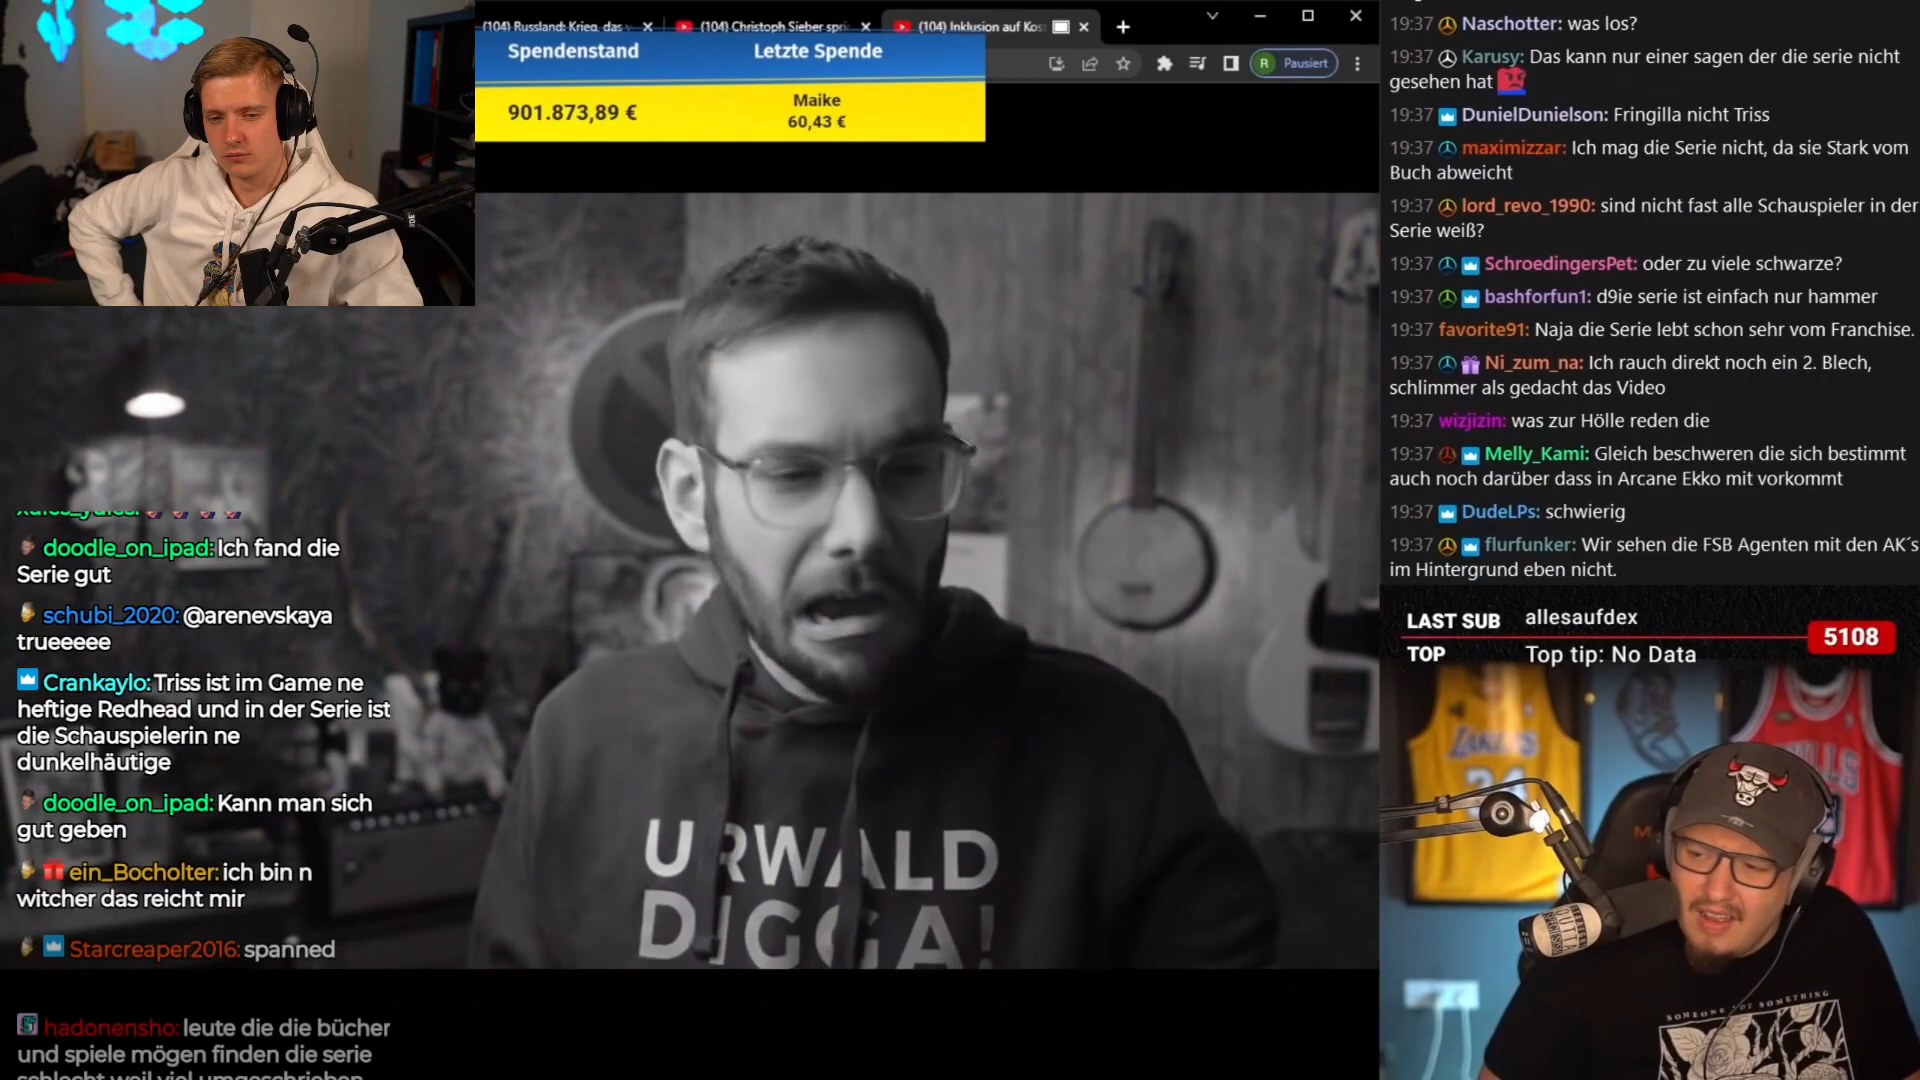 (104) Russland: Krieg, das
(104) Christoph Sieber spri
(104) Inklusion auf Kos
R Pausiert
Spendenstand Letzte Spende
901.873,89 €
Maike
60,43 €
doodle_on_ipad: Ich fand die
Serie gut
schubi_2020: @arenevskaya
trueeeee
Crankaylo: Triss ist im Game ne
heftige Redhead und in der Serie ist
die Schauspielerin ne
dunkelhäutige
doodle_on_ipad: Kann man sich
gut geben
ein_Bocholter: ich bin n
witcher das reicht mir
Starcreaper2016: spanned
hadonensho: leute die die bücher
und spiele mögen finden die serie
schlecht weil viel umgeschrieben
URWALD
DIGGA!
19:37 Naschotter: was los?
19:37 Karusy: Das kann nur einer sagen der die serie nicht
gesehen hat
19:37 DunielDunielson: Fringilla nicht Triss
19:37 maximizzar: Ich mag die Serie nicht, da sie Stark vom
Buch abweicht
19:37 lord_revo_1990: sind nicht fast alle Schauspieler in der
Serie weiß?
19:37 SchroedingersPet: oder zu viele schwarze?
19:37 bashforfun1: d9ie serie ist einfach nur hammer
19:37 favorite91: Naja die Serie lebt schon sehr vom Franchise.
19:37 Ni_zum_na: Ich rauch direkt noch ein 2. Blech,
schlimmer als gedacht das Video
19:37 wizjizin: was zur Hölle reden die
19:37 Melly_Kami: Gleich beschweren die sich bestimmt
auch noch darüber dass in Arcane Ekko mit vorkommt
19:37 DudeLPs: schwierig
19:37 flurfunker: Wir sehen die FSB Agenten mit den AK´s
im Hintergrund eben nicht.
LAST SUB allesaufdex
5108
TOP Top tip: No Data
LAKERS
24
SOMEONE NOT SOMETHING